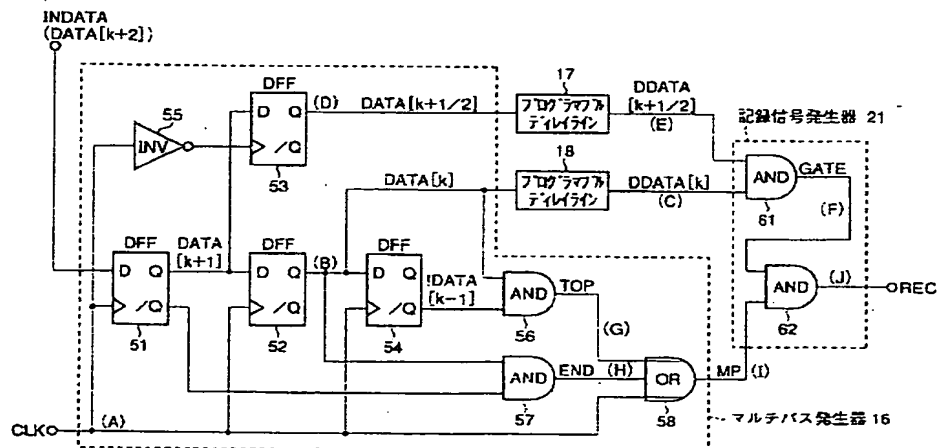 INDATA
(DATA[k+2])
DFF
D Q
/Q
53
(D)
DATA[k+1/2]
17
プログラマブル
ディレイライン
DDATA
[k+1/2]
(E)
記録信号発生器 21
55
INV
18
プログラマブル
ディレイライン
DATA[k]
DDATA[k]
(C)
AND
61
GATE
(F)
DFF
D Q
/Q
51
DATA
[k+1]
DFF
D Q
/Q
52
(B)
DFF
D Q
/Q
54
!DATA
[k-1]
AND
56
TOP
(G)
AND
62
(J)
REC
AND
57
END
(H)
OR
58
MP
(I)
CLK
(A)
マルチパス発生器 16